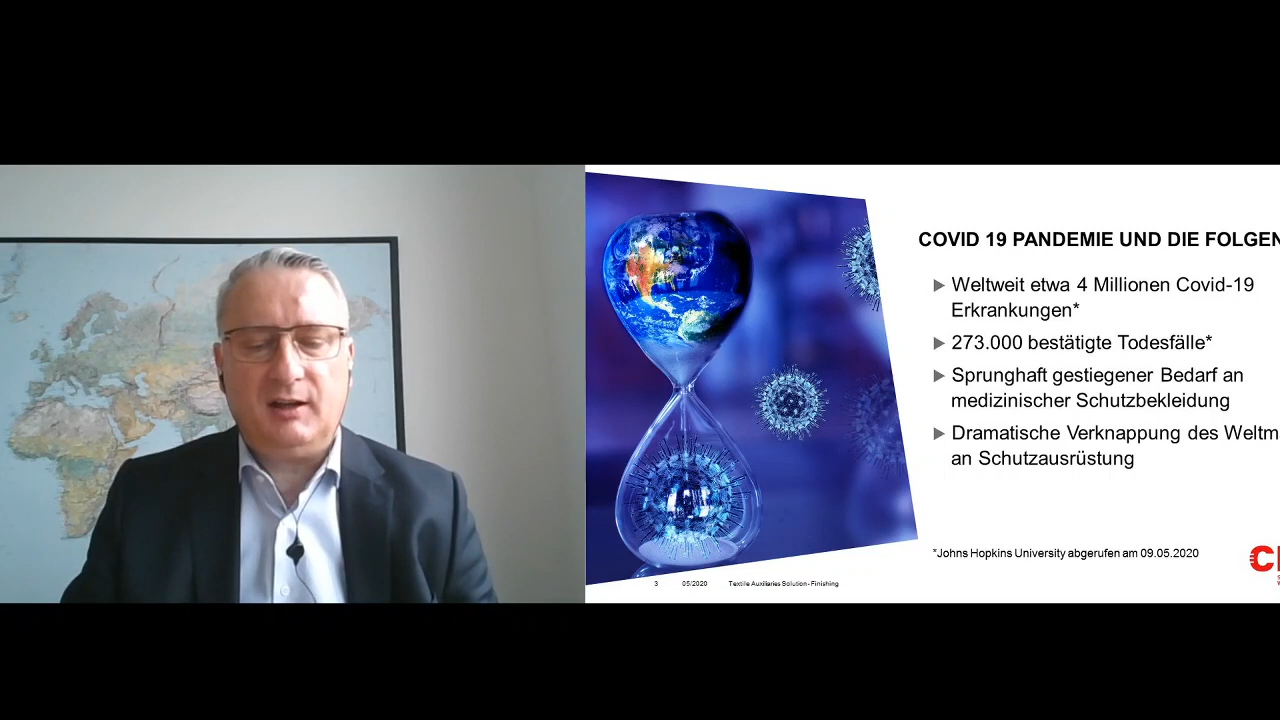 COVID 19 PANDEMIE UND DIE FOLGEN
Weltweit etwa 4 Millionen Covid-19
Erkrankungen*
273.000 bestätigte Todesfälle*
Sprunghaft gestiegener Bedarf an
medizinischer Schutzbekleidung
Dramatische Verknappung des
an Schutzausrüstung
*Johns Hopkins University abgerufen am 09.05.2020
3 05/2020 Textile Auxiliaries Solution - Finishing